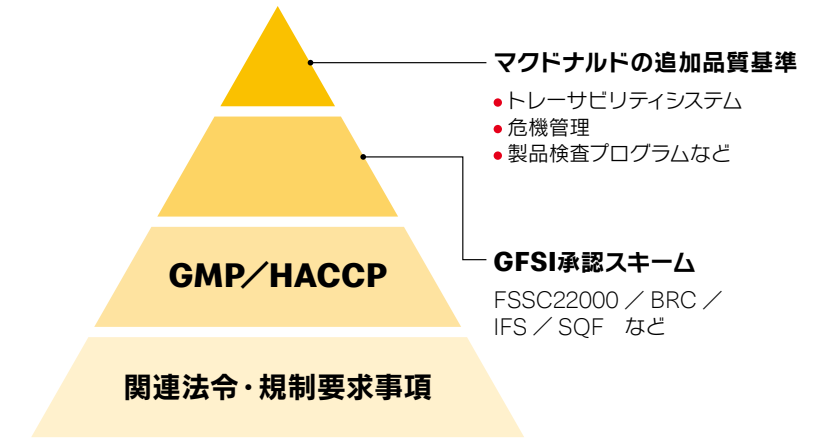 マクドナルドの追加品質基準
● トレーサビリティシステム
● 危機管理
● 製品検査プログラムなど
GFSI承認スキーム
FSSC22000 ／ BRC ／
IFS ／ SQF　など
GMP／HACCP
関連法令・規制要求事項